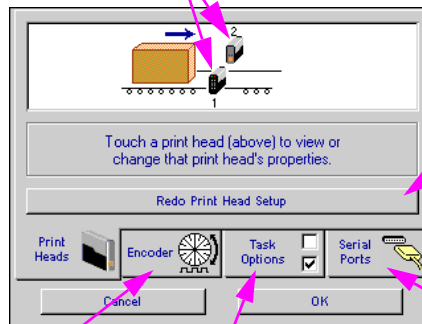 2
1
Touch a print head (above) to view or
change that print head's properties.
Redo Print Head Setup
Print
Heads
Encoder
Task
Options
Serial
Ports
Cancel
OK